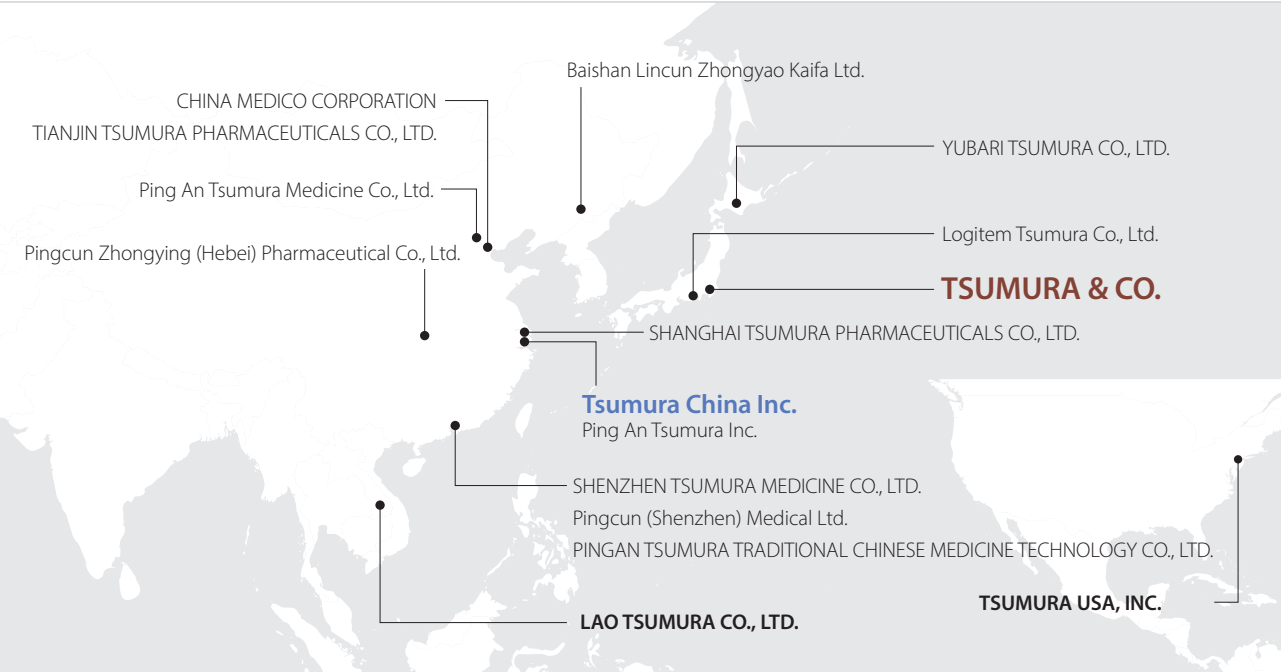 Baishan Lincun Zhongyao Kaifa Ltd.
CHINA MEDICO CORPORATION
TIANJIN TSUMURA PHARMACEUTICALS CO., LTD.
YUBARI TSUMURA CO., LTD.
Ping An Tsumura Medicine Co., Ltd.
Logitem Tsumura Co., Ltd.
Pingcun Zhongying (Hebei) Pharmaceutical Co., Ltd.
TSUMURA & CO.
SHANGHAI TSUMURA PHARMACEUTICALS CO., LTD.
Tsumura China Inc.
Ping An Tsumura Inc.
SHENZHEN TSUMURA MEDICINE CO., LTD.
Pingcun (Shenzhen) Medical Ltd.
PINGAN TSUMURA TRADITIONAL CHINESE MEDICINE TECHNOLOGY CO., LTD.
TSUMURA USA, INC.
LAO TSUMURA CO., LTD.